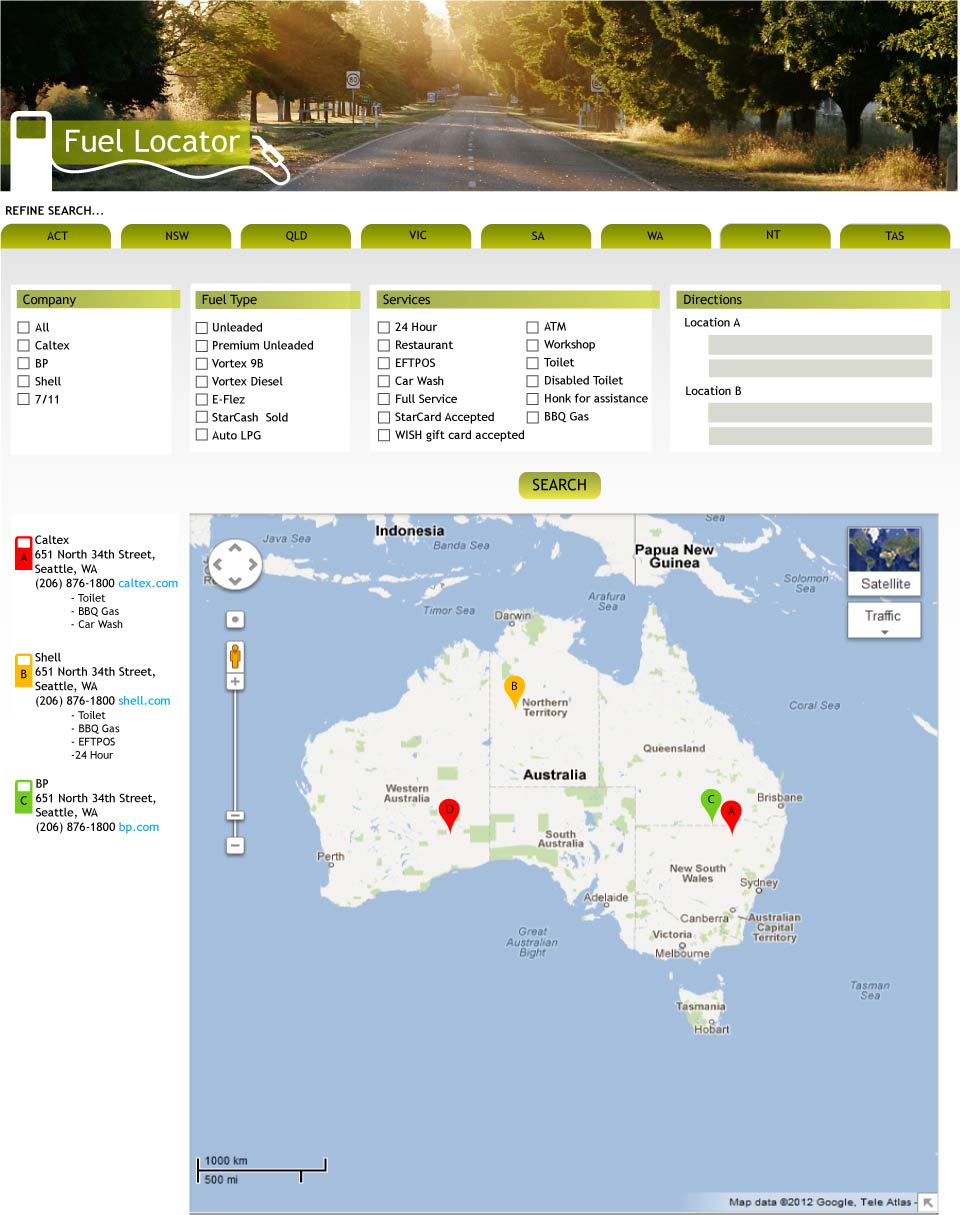 60
Fuel Locator
REFINE SEARCH...
ACT
NSW
QLD
VIC
SA
WA
NT
TAS
Company
All
Caltex
BP
Shell
7/11
Fuel Type
Unleaded
Premium Unleaded
Vortex 9B
Vortex Diesel
E-Flez
StarCash Sold
Auto LPG
Services
24 Hour
Restaurant
EFTPOS
Car Wash
Full Service
StarCard Accepted
WISH gift card accepted
ATM
Workshop
Toilet
Disabled Toilet
Honk for assistance
BBQ Gas
Directions
Location A
Location B
SEARCH
A
Caltex
651 North 34th Street,
Seattle, WA
(206) 876-1800 caltex.com
- Toilet
- BBQ Gas
- Car Wash
B
Shell
651 North 34th Street,
Seattle, WA
(206) 876-1800 shell.com
- Toilet
- BBQ Gas
- EFTPOS
-24 Hour
C
BP
651 North 34th Street,
Seattle, WA
(206) 876-1800 bp.com
Sea
Indonesia
Java Sea
Banda Sea
Papua New
Guinea
Solomon
Sea
Satellite
Traffic
Arafura
Sea
Timor Sea
Darwin
B
Northern
Territory
Coral Sea
Queensland
Australia
Western
Australia
D
C
A
Brisbane
South
Australia
Perth
New South
Wales
Sydney
Adelaide
Canberra
Australian
Capital
Territory
Victoria
Melbourne
Great
Australian
Bight
Tasman
Sea
Tasmania
Hobart
1000 km
500 mi
Map data ©2012 Google, Tele Atlas -